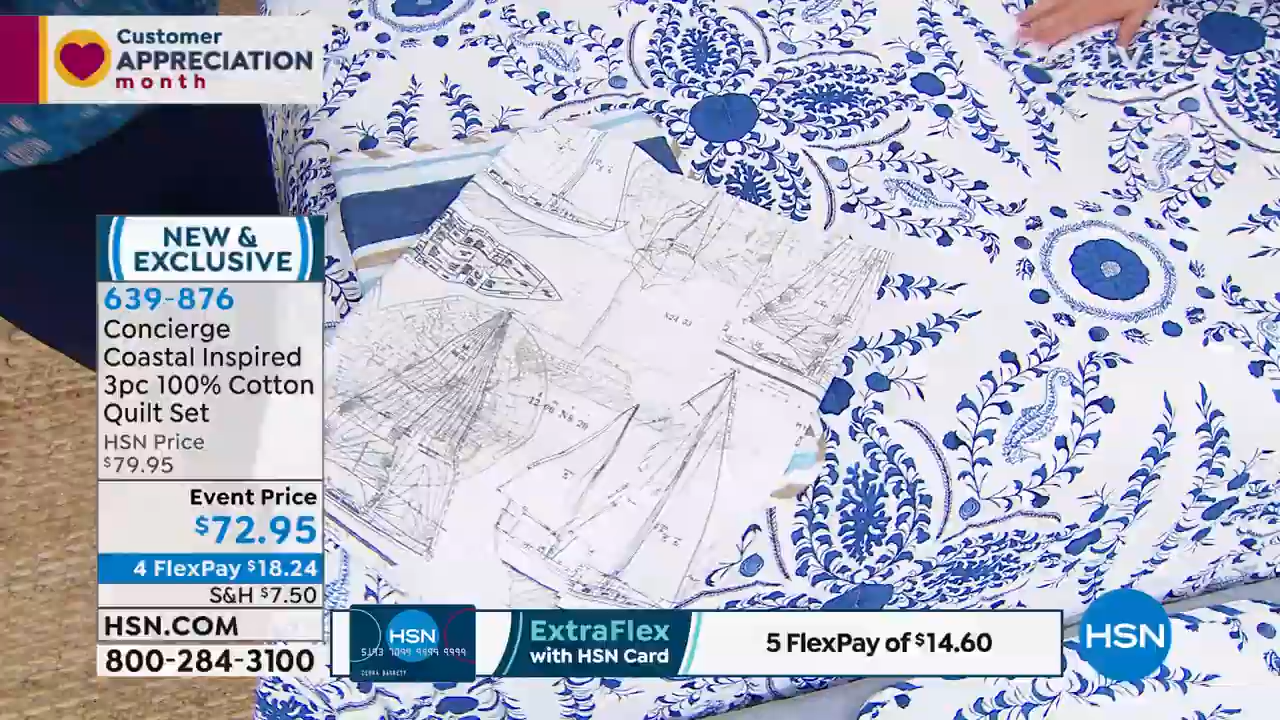 Customer
APPRECIATION
month
NEW &
EXCLUSIVE
639-876
Concierge
Coastal Inspired
3pc 100% Cotton
Quilt Set
HSN Price
$79.95
Event Price
$72.95
4 FlexPay $18.24
S&H $7.50
HSN.COM
800-284-3100
HSN
ExtraFlex
with HSN Card
5 FlexPay of $14.60
HSN